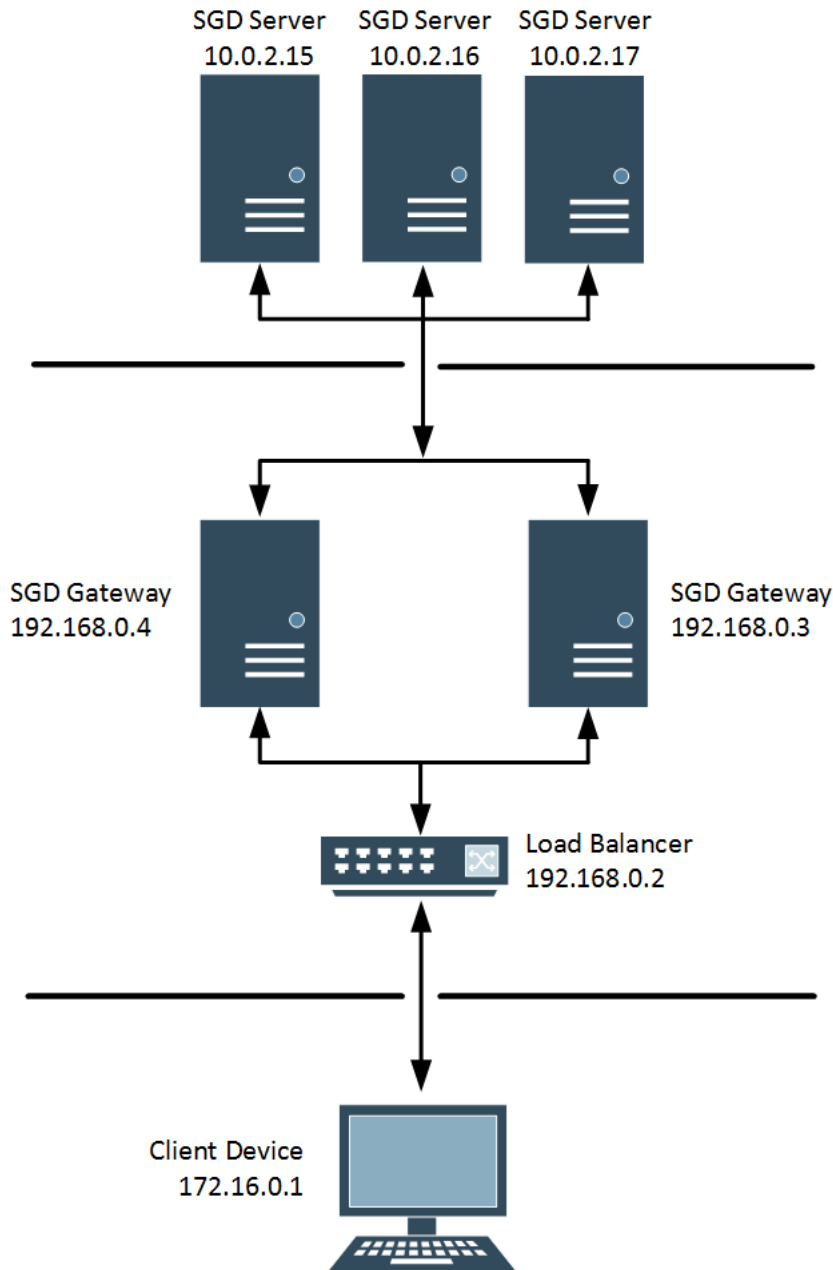 SGD Server
10.0.2.15
SGD Server
10.0.2.16
SGD Server
10.0.2.17
SGD Gateway
192.168.0.4
SGD Gateway
192.168.0.3
Load Balancer
192.168.0.2
Client Device
172.16.0.1